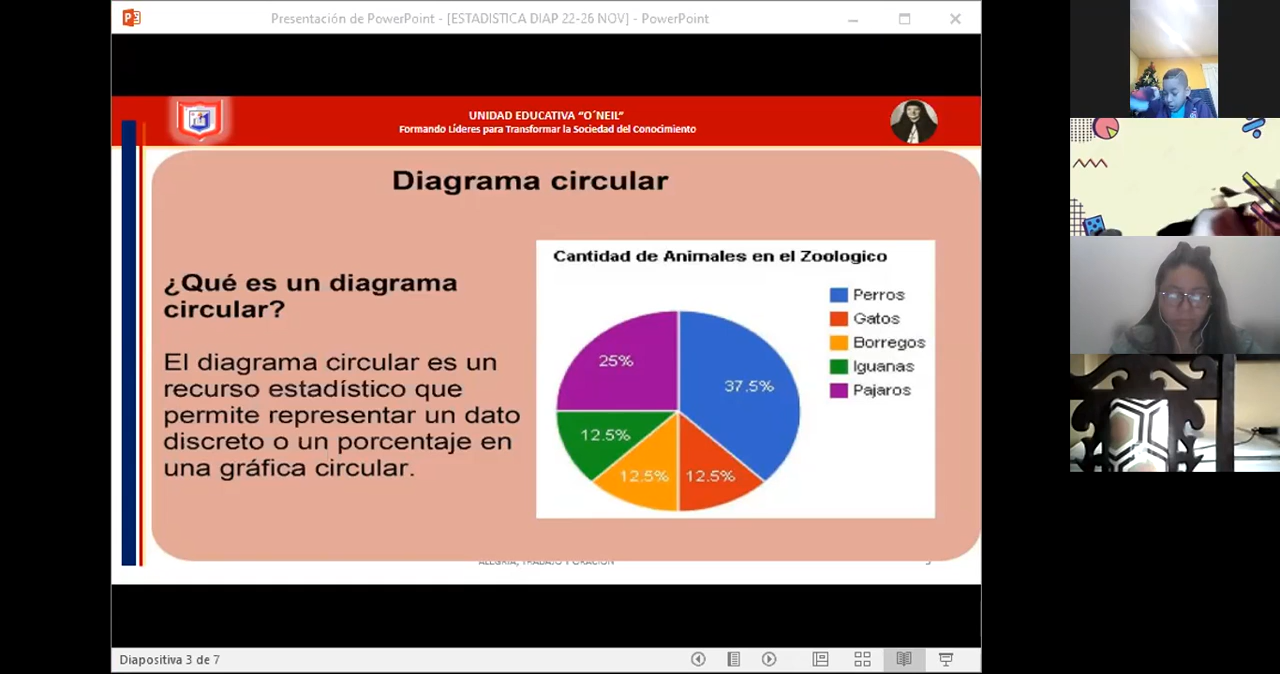 Presentación de PowerPoint - [ESTADISTICA DIAP 22-26 NOV] - PowerPoint
UNIDAD EDUCATIVA "O´NEIL"
Formando Líderes para Transformar la Sociedad del Conocimiento
Diagrama circular
¿Qué es un diagrama
circular?
El diagrama circular es un
recurso estadístico que
permite representar un dato
discreto o un porcentaje en
una gráfica circular.
Cantidad de Animales en el Zoologico
Perros
Gatos
Borregos
Iguanas
Pajaros
25%
37.5%
12.5%
12.5%
12.5%
ALEGRÍA, TRABAJO Y ORACIÓN
Diapositiva 3 de 7